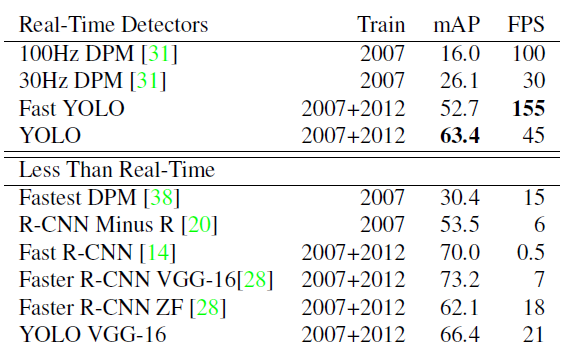 Real-Time Detectors Train mAP FPS
100Hz DPM [31] 2007 16.0 100
30Hz DPM [31] 2007 26.1 30
Fast YOLO 2007+2012 52.7 155
YOLO 2007+2012 63.4 45
Less Than Real-Time
Fastest DPM [38] 2007 30.4 15
R-CNN Minus R [20] 2007 53.5 6
Fast R-CNN [14] 2007+2012 70.0 0.5
Faster R-CNN VGG-16[28] 2007+2012 73.2 7
Faster R-CNN ZF [28] 2007+2012 62.1 18
YOLO VGG-16 2007+2012 66.4 21